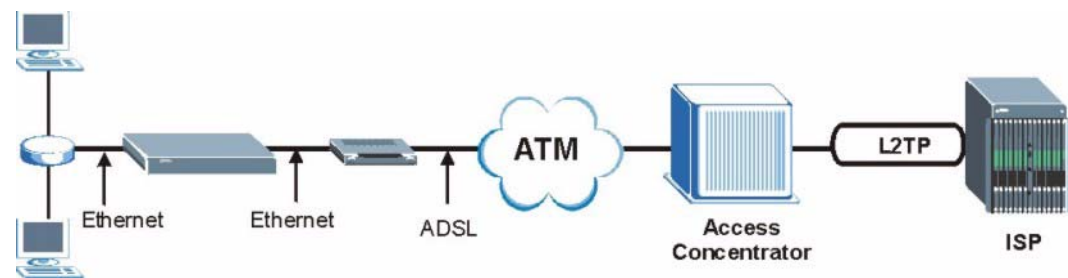 Ethernet
Ethernet
ADSL
ATM
Access
Concentrator
L2TP
ISP